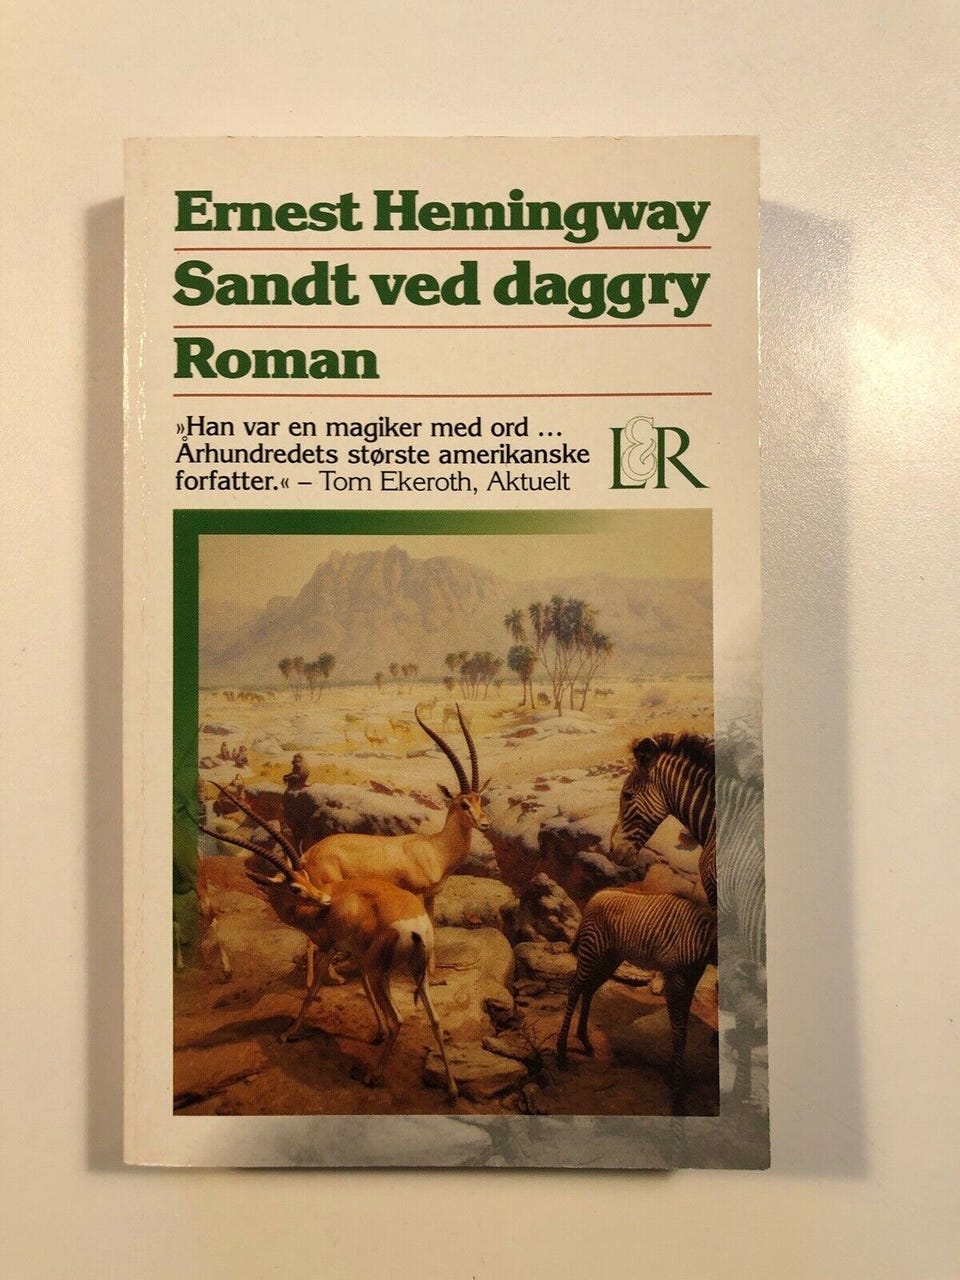 Ernest Hemingway
Sandt ved daggry
Roman
»Han var en magiker med ord ...
Århundredets største amerikanske
forfatter.« – Tom Ekeroth, Aktuelt
L&R